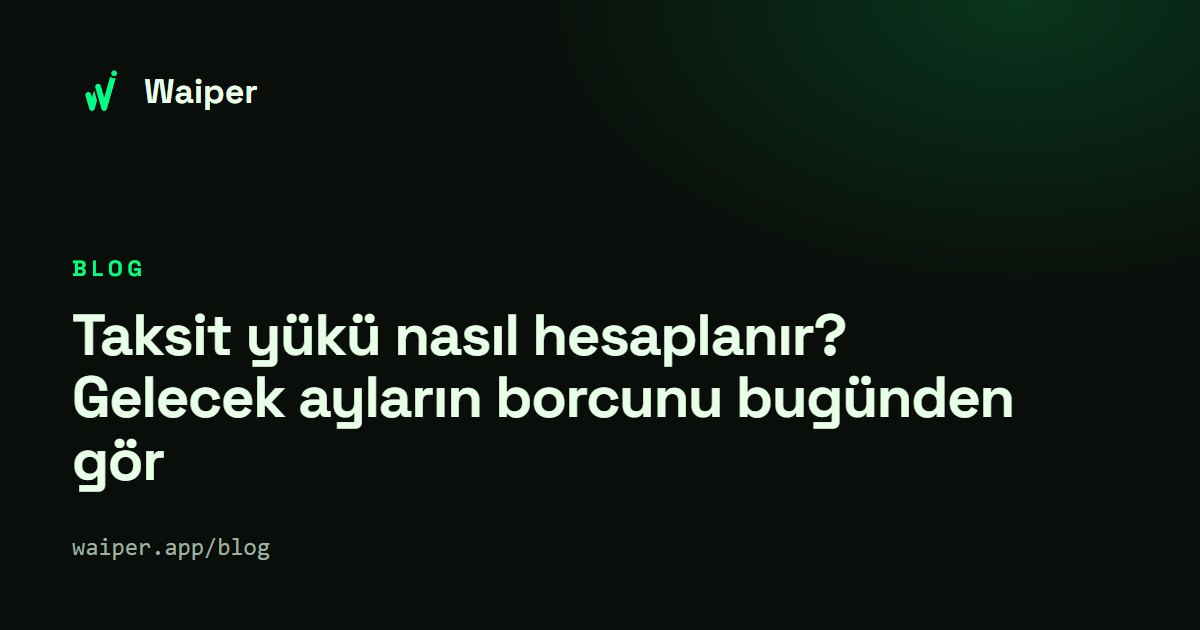 Waiper
BLOG
Taksit yükü nasıl hesaplanır?
Gelecek ayların borcunu bugünden
gör
waiper.app/blog